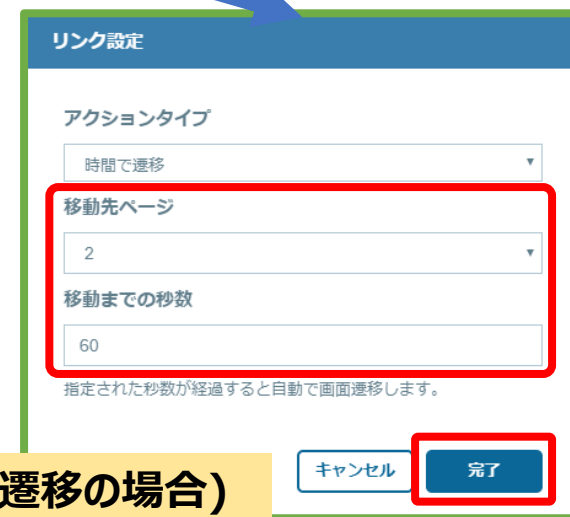 リンク設定
アクションタイプ
時間で遷移
移動先ページ
2
移動までの秒数
60
指定された秒数が経過すると自動で画面遷移します。
キャンセル
完了
遷移の場合)